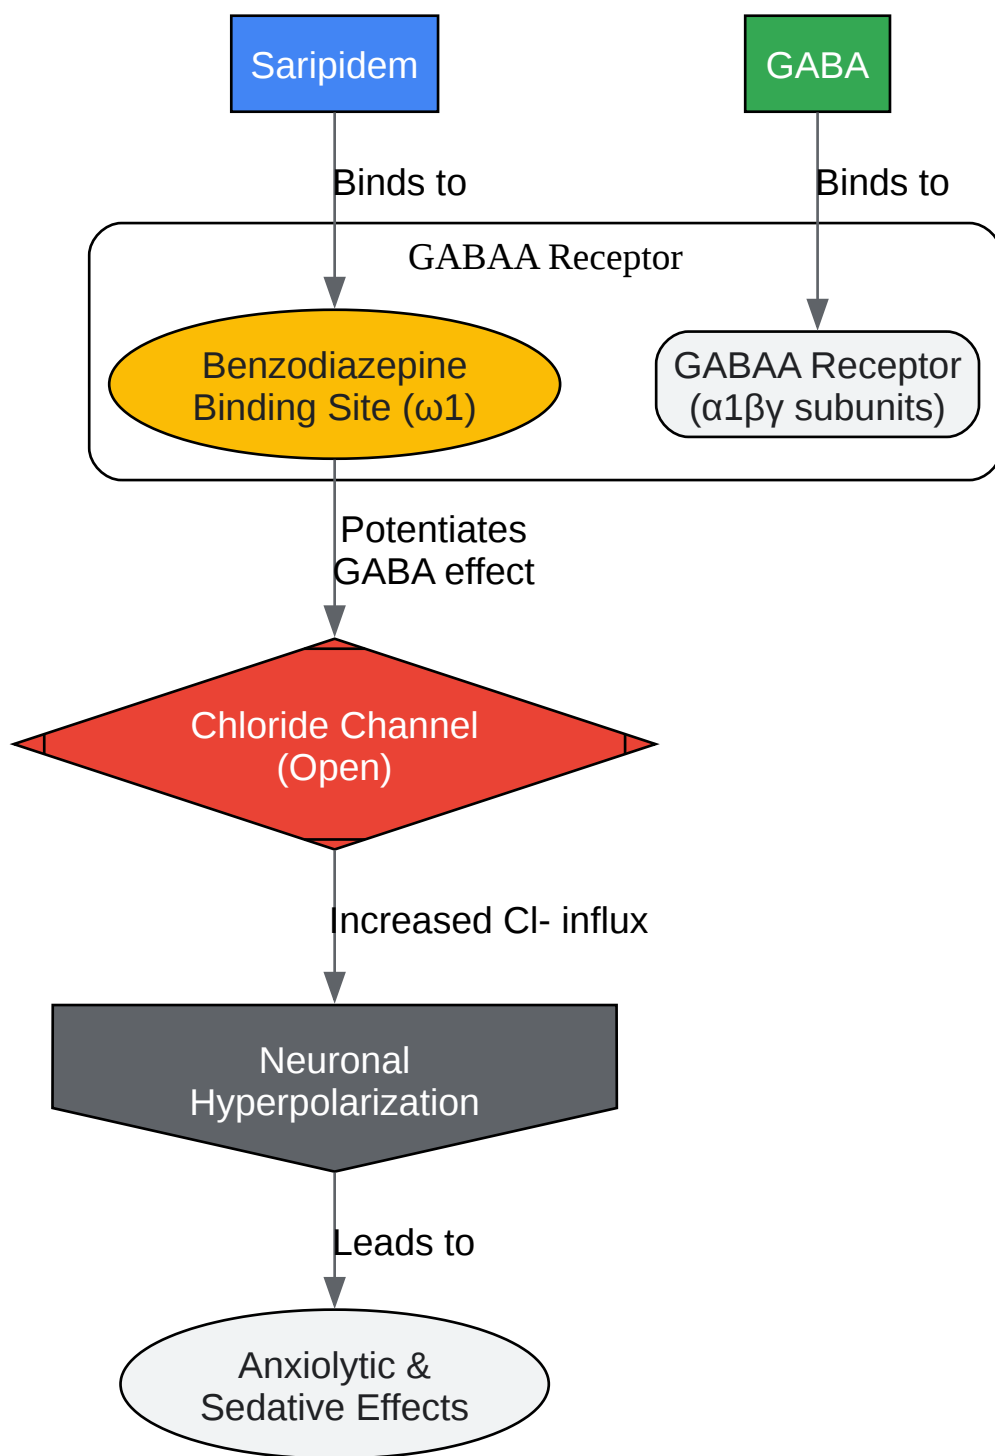 Saripidem
GABA
Binds to
Binds to
GABAA Receptor
Benzodiazepine
Binding Site (ω1)
GABAA Receptor
(α1βγ subunits)
Potentiates
GABA effect
Chloride Channel
(Open)
Increased Cl- influx
Neuronal
Hyperpolarization
Leads to
Anxiolytic &
Sedative Effects